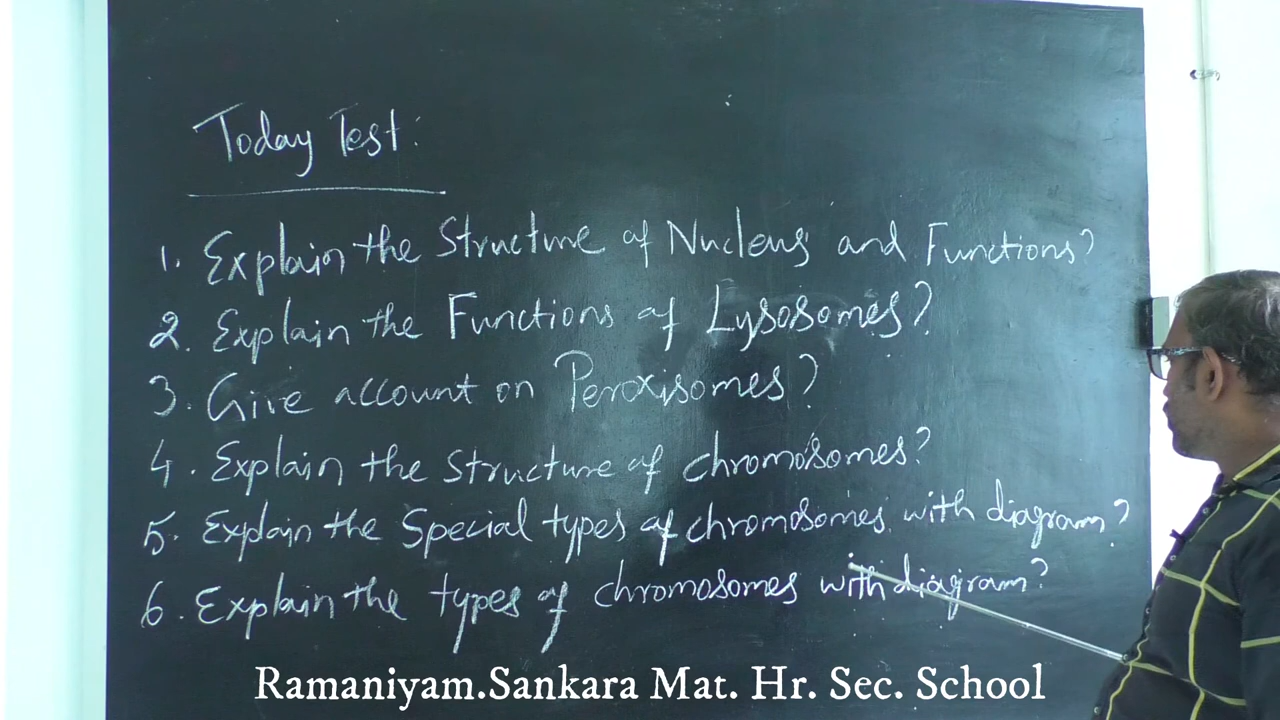 Today Test:
1. Explain the Structure of Nucleus and Functions?
2. Explain the Functions of Lysosomes?
3. Give account on Peroxisomes?
4. Explain the Structure of chromosomes?
5. Explain the Special types of chromosomes with diagram?
6. Explain the types of chromosomes with diagram?
Ramaniyam.Sankara Mat. Hr. Sec. School